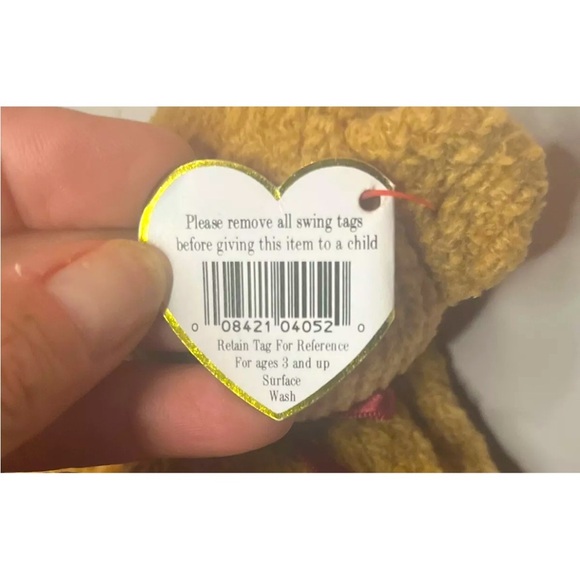 Please remove all swing tags
before giving this item to a child
0 08421 04052 0
Retain Tag For Reference
For ages 3 and up
Surface
Wash